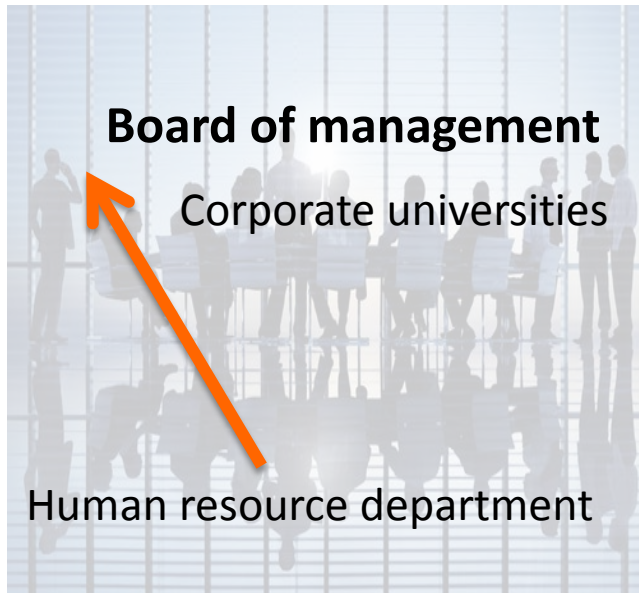 Board of management
Corporate universities
Human resource department